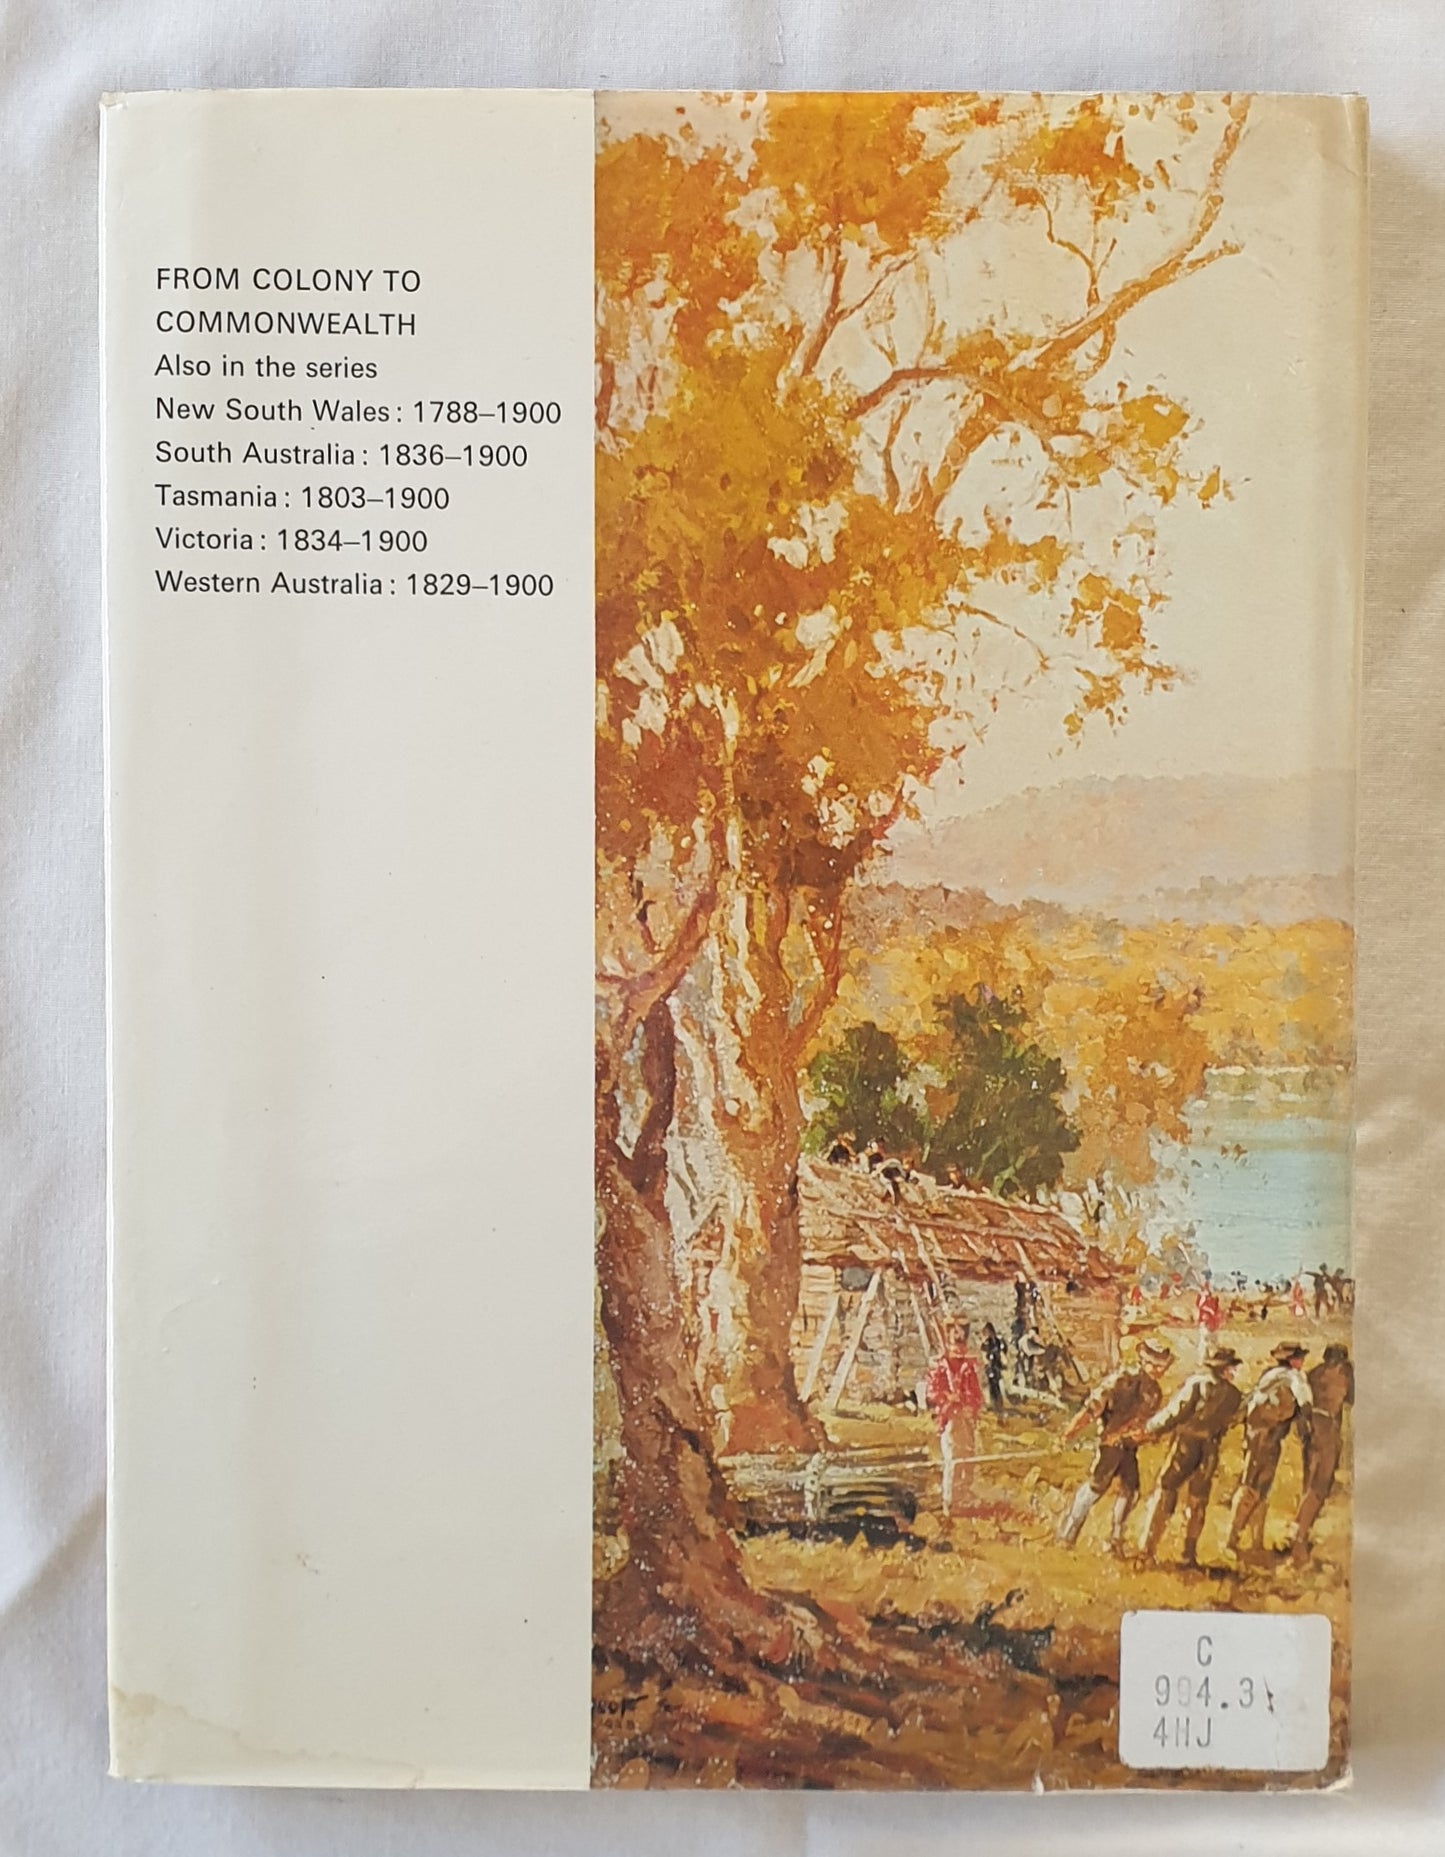 FROM COLONY TO
COMMONWEALTH
Also in the series
New South Wales: 1788–1900
South Australia: 1836–1900
Tasmania: 1803–1900
Victoria: 1834–1900
Western Australia: 1829–1900
C
994.3
4HJ